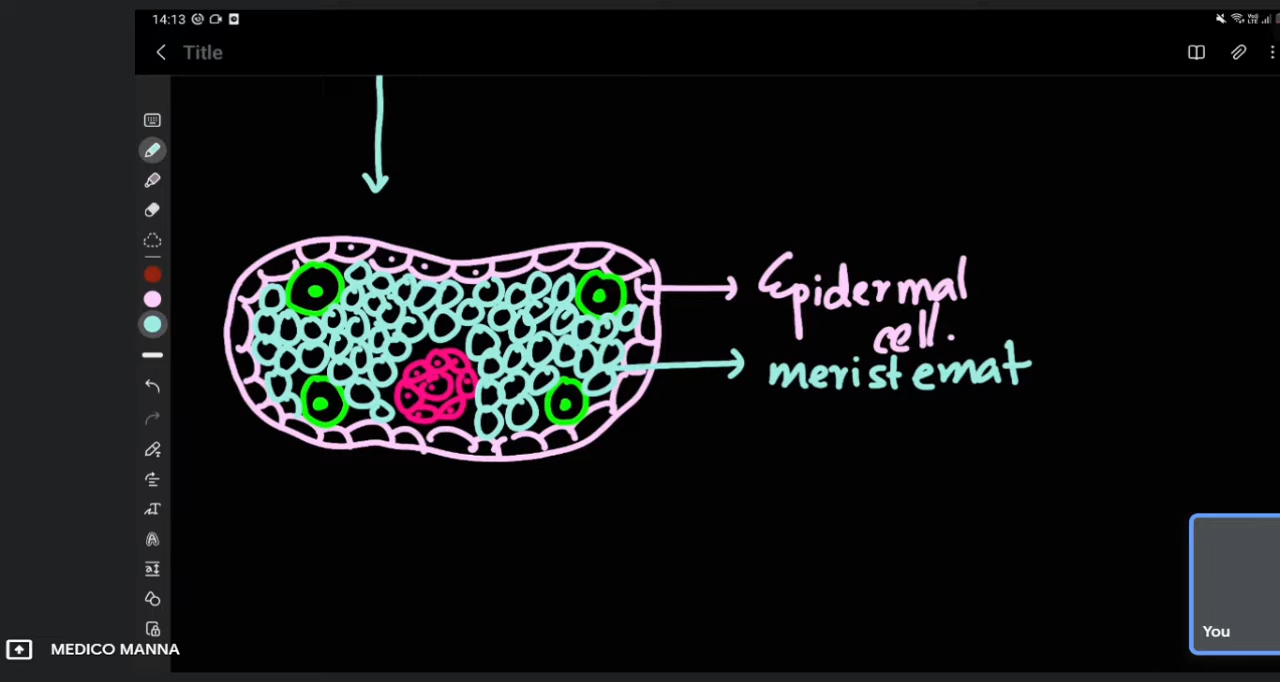 14:13
Title
Epidermal
cell.
meristemat
MEDICO MANNA
You